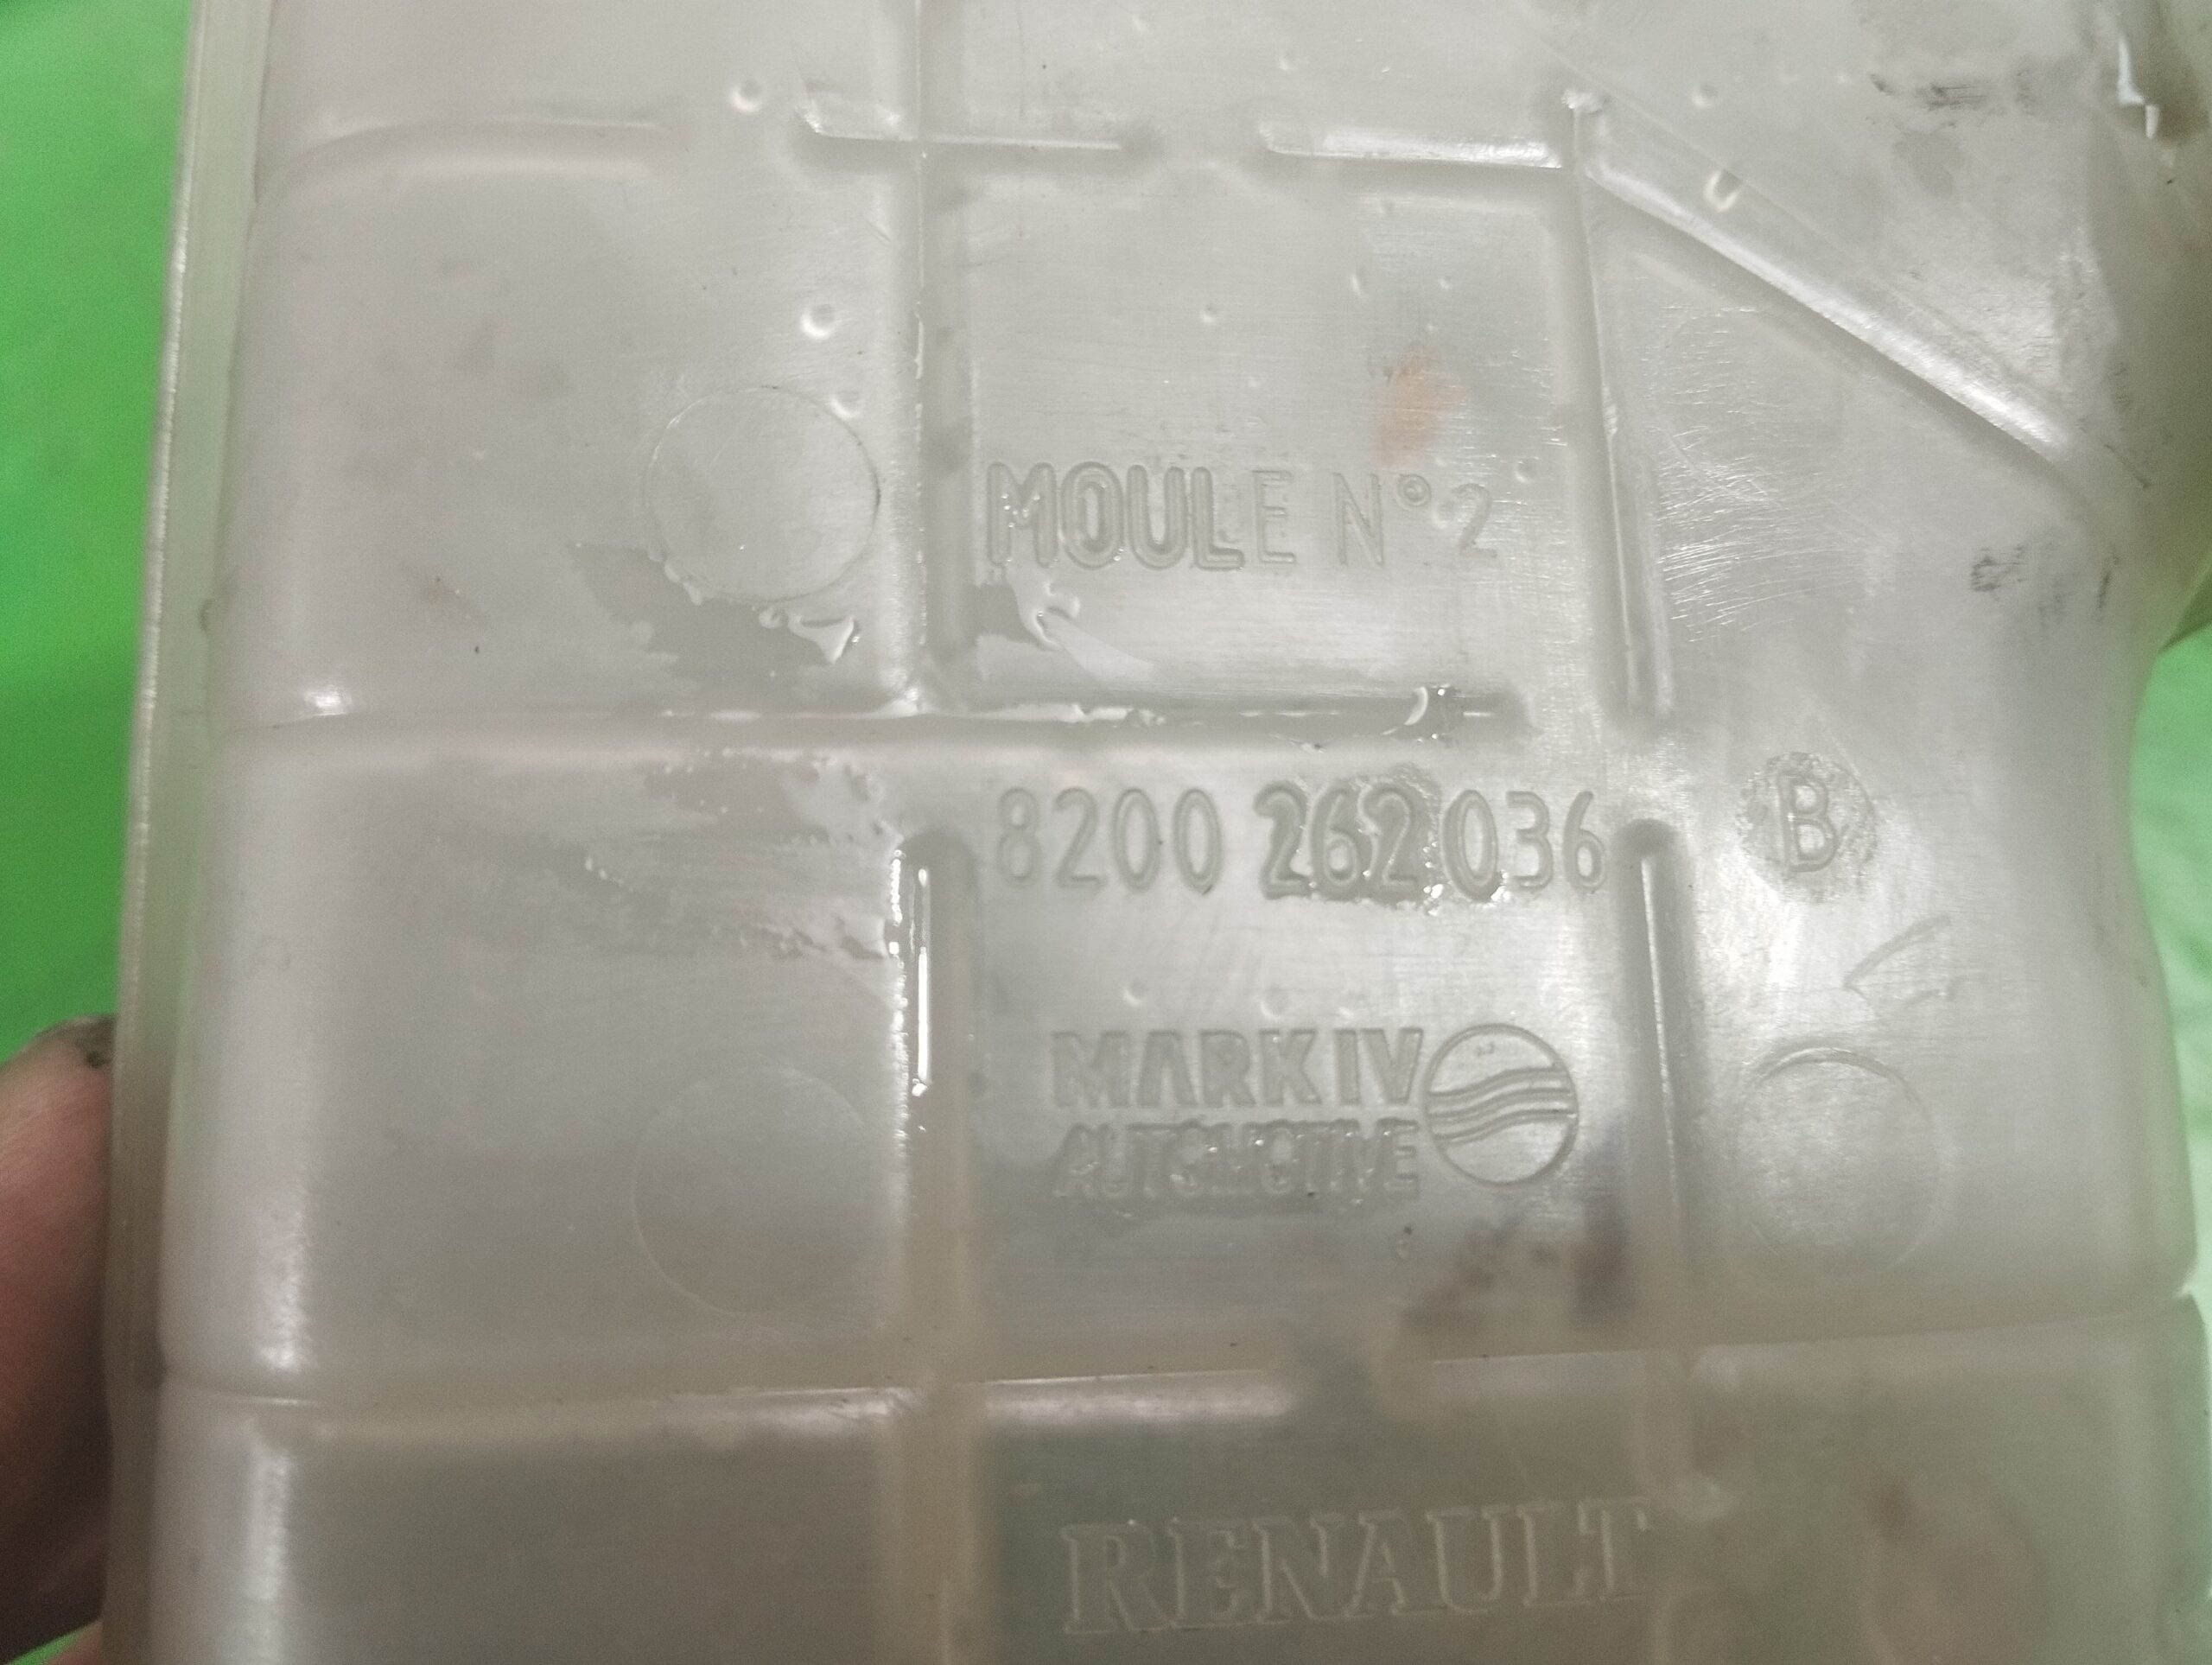 MOULE N° 2
8200 262 036 B
MARK IV
AUTOMOTIVE
RENAULT